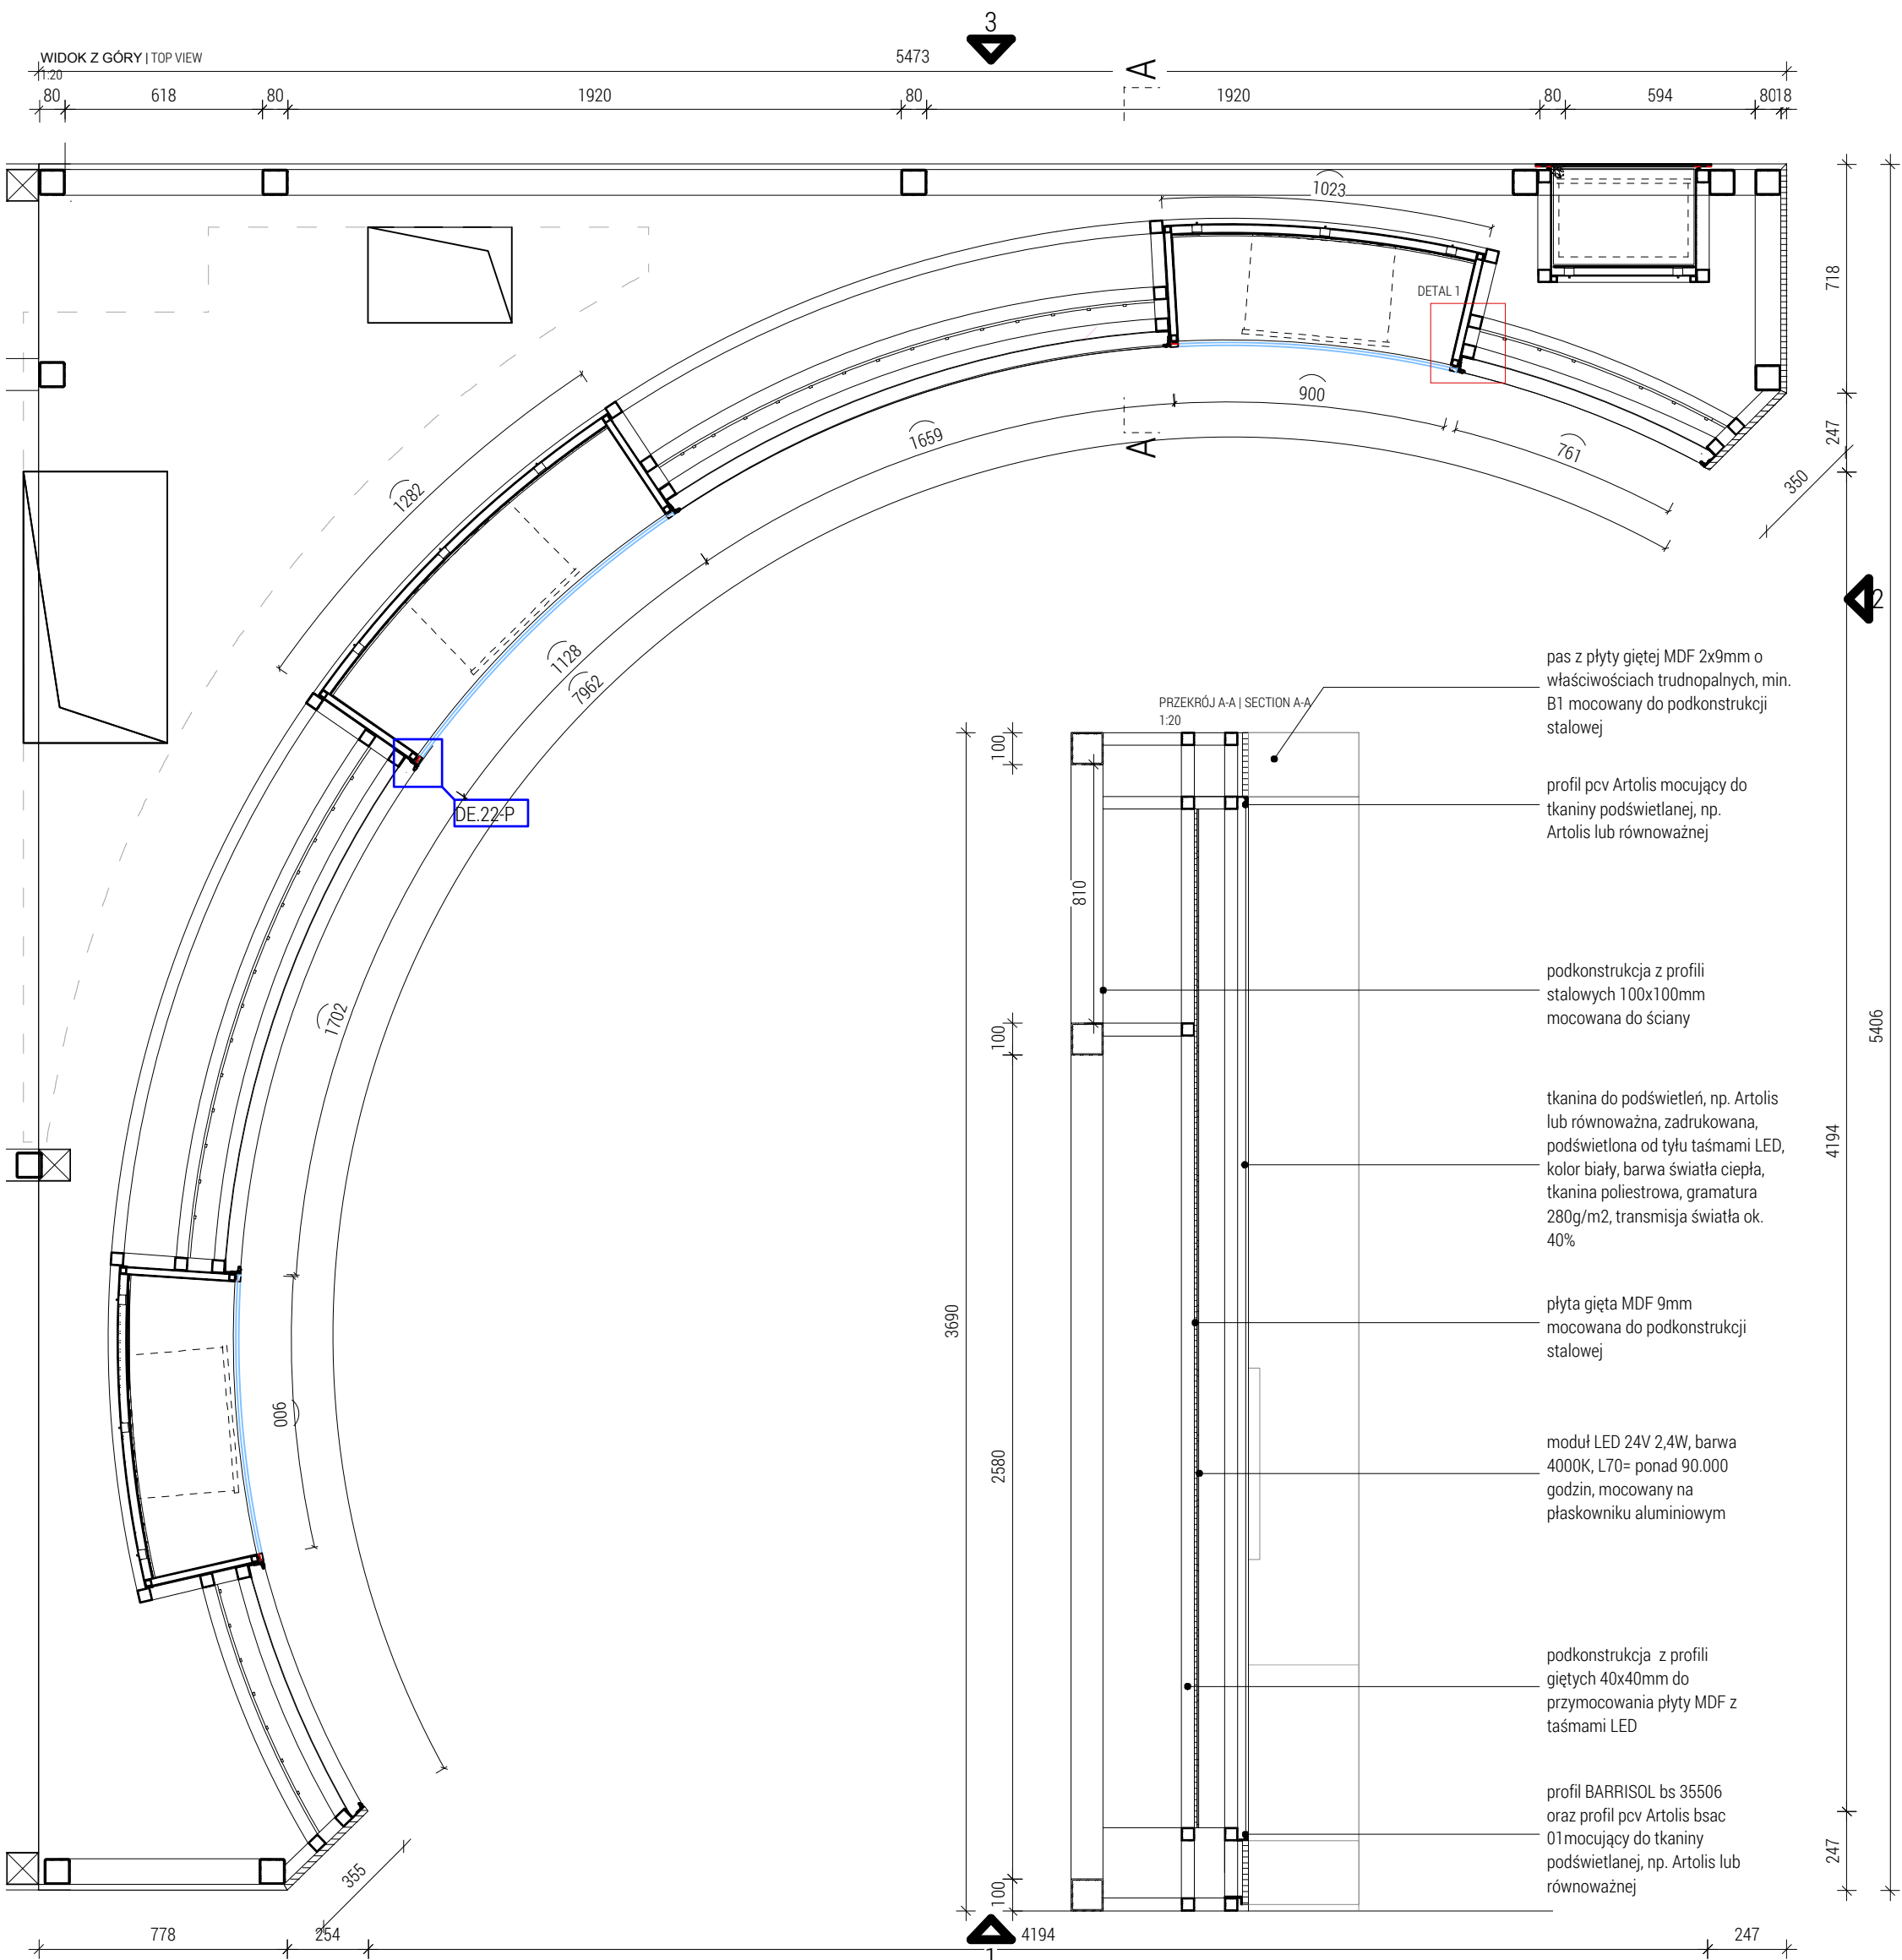 3
WIDOK Z GÓRY | TOP VIEW
1:20
5473
A
80
618
80
1920
80
1920
80
594
80
18
1023
718
DETAL 1
900
1659
761
247
350
A
1282
2
1128
7962
pas z płyty giętej MDF 2x9mm o
właściwościach trudnopalnych, min.
B1 mocowany do podkonstrukcji
stalowej
PRZEKRÓJ A-A | SECTION A-A
1:20
100
profil pcv Artolis mocujący do
tkaniny podświetlanej, np.
Artolis lub równoważnej
DE.22-P
810
podkonstrukcja z profili
stalowych 100x100mm
mocowana do ściany
1702
100
5406
tkanina do podświetleń, np. Artolis
lub równoważna, zadrukowana,
podświetlona od tyłu taśmami LED,
kolor biały, barwa światła ciepła,
tkanina poliestrowa, gramatura
280g/m2, transmisja światła ok.
40%
4194
3690
płyta gięta MDF 9mm
mocowana do podkonstrukcji
stalowej
900
2580
moduł LED 24V 2,4W, barwa
4000K, L70= ponad 90.000
godzin, mocowany na
płaskowniku aluminiowym
podkonstrukcja z profili
giętych 40x40mm do
przymocowania płyty MDF z
taśmami LED
profil BARRISOL bs 35506
oraz profil pcv Artolis bsac
01mocujący do tkaniny
podświetlanej, np. Artolis lub
równoważnej
247
355
100
778
254
4194
247
1